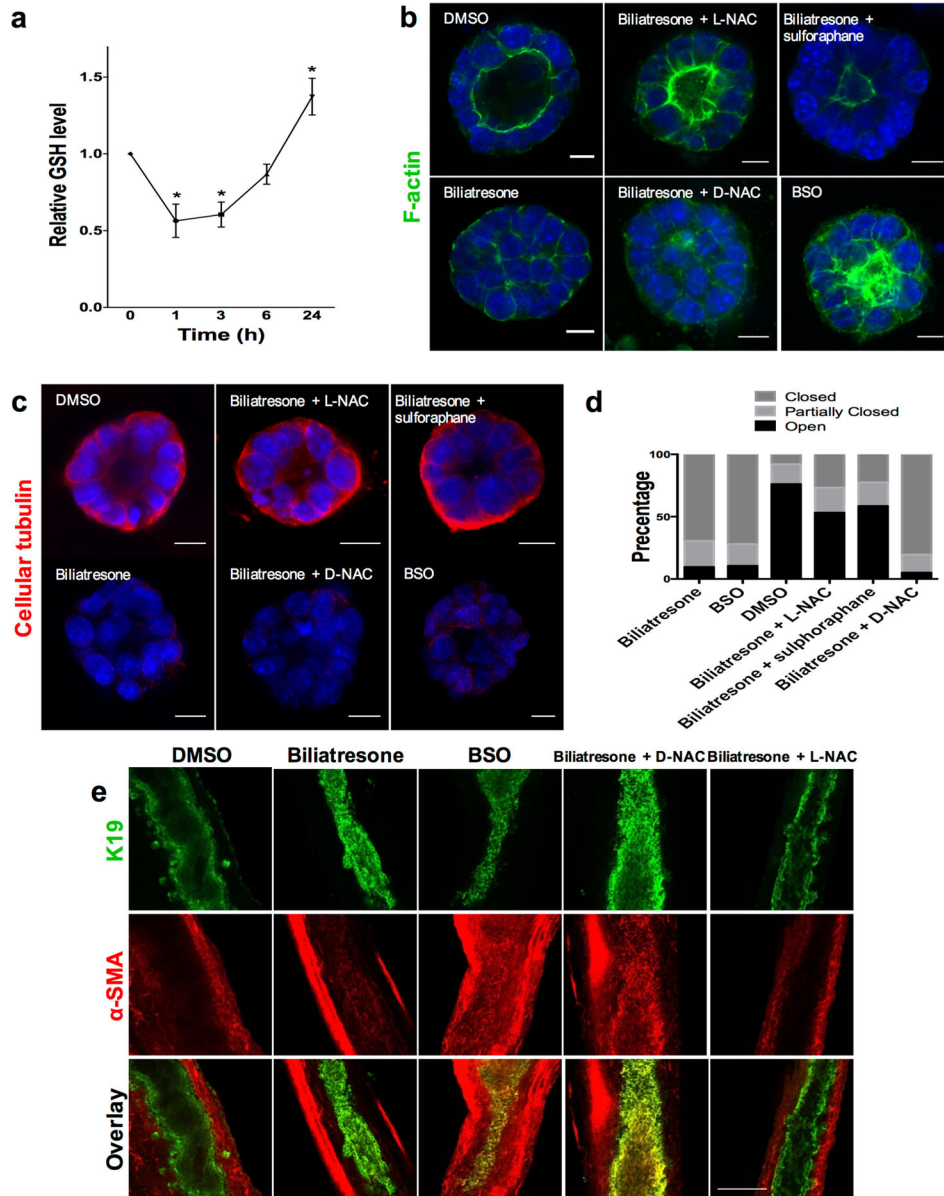 a
Relative GSH level
1.5
1.0
0.5
0.0
*
*
*
0 1 3 6 24
Time (h)
b
F-actin
DMSO
Biliatresone + L-NAC
Biliatresone +
sulforaphane
Biliatresone
Biliatresone + D-NAC
BSO
c
Cellular tubulin
DMSO
Biliatresone + L-NAC
Biliatresone +
sulforaphane
Biliatresone
Biliatresone + D-NAC
BSO
d
Closed
Partially Closed
Open
Precentage
100
50
0
Biliatresone
BSO
DMSO
Biliatresone + L-NAC
Biliatresone + sulphoraphane
Biliatresone + D-NAC
e
DMSO
Biliatresone
BSO
Biliatresone + D-NAC
Biliatresone + L-NAC
K19
α-SMA
Overlay